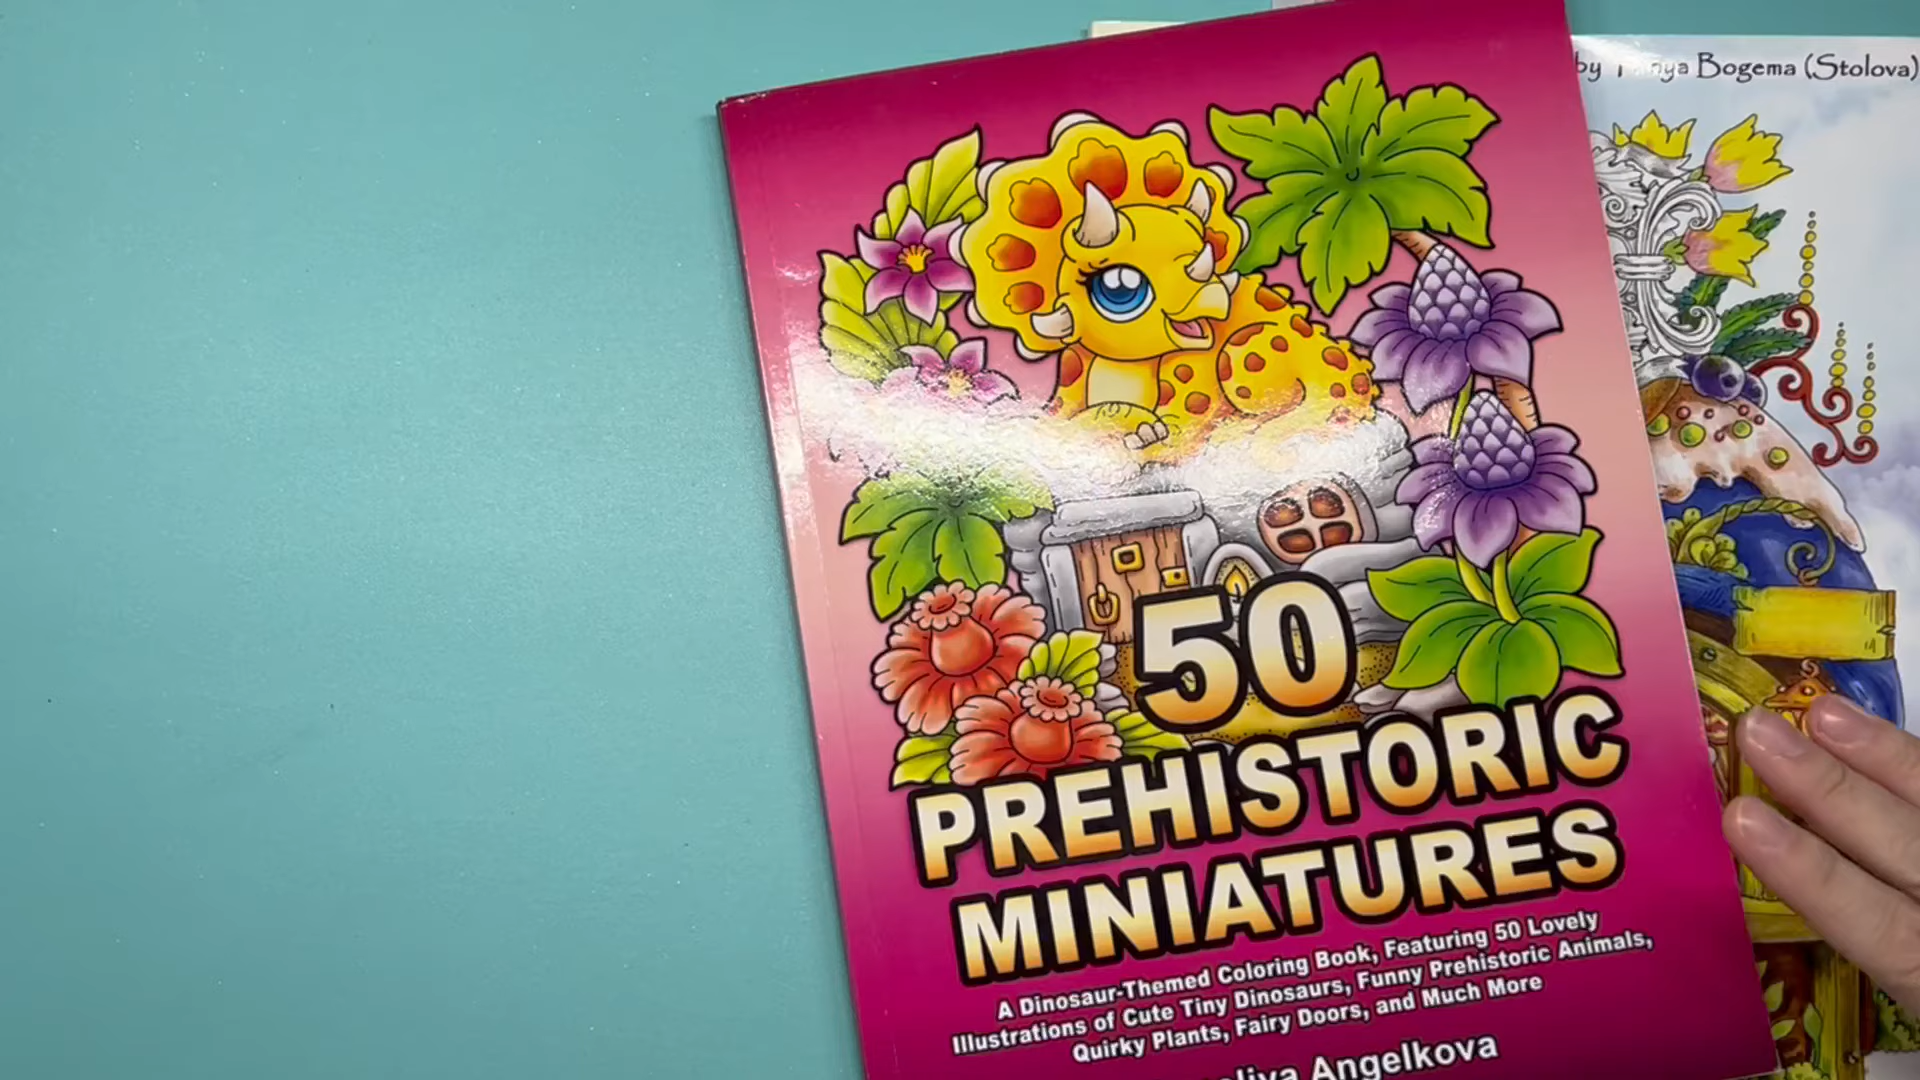 by Bogema (Stolova)
50
PREHISTORIC
MINIATURES
A Dinosaur-Themed Coloring Book, Featuring 50 Lovely
Illustrations of Cute Tiny Dinosaurs, Funny Prehistoric Animals,
Quirky Plants, Fairy Doors, and Much More
Angelkova